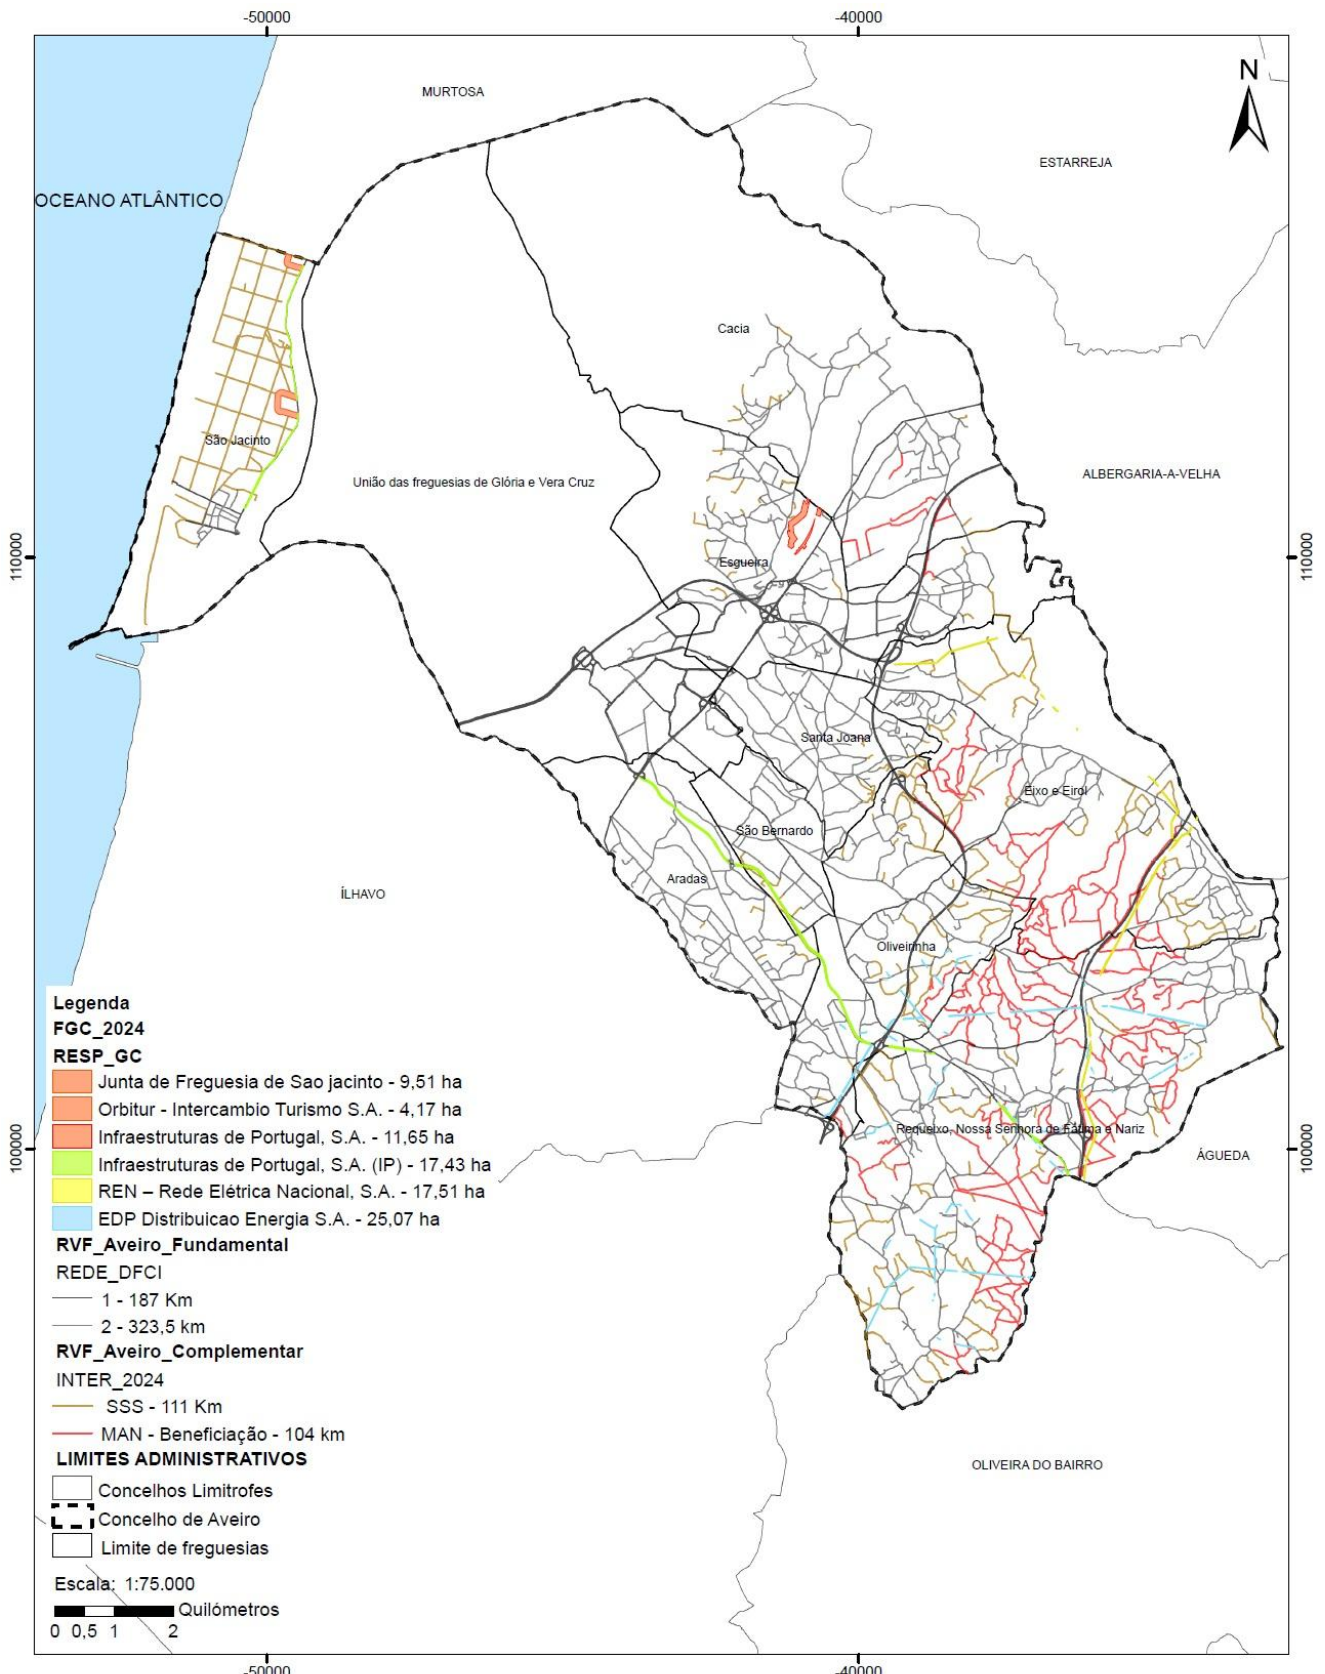 -50000
-40000
N
MURTOSA
ESTARREJA
OCEANO ATLÂNTICO
Cacia
São Jacinto
União das freguesias de Glória e Vera Cruz
ALBERGARIA-A-VELHA
110000
110000
Esgueira
Santa Joana
Eixo e Eirol
São Bernardo
Aradas
ÍLHAVO
Oliveirinha
Requeixo, Nossa Senhora de Fátima e Nariz
ÁGUEDA
100000
100000
OLIVEIRA DO BAIRRO
Legenda
FGC_2024
RESP_GC
Junta de Freguesia de Sao jacinto - 9,51 ha
Orbitur - Intercambio Turismo S.A. - 4,17 ha
Infraestruturas de Portugal, S.A. - 11,65 ha
Infraestruturas de Portugal, S.A. (IP) - 17,43 ha
REN – Rede Elétrica Nacional, S.A. - 17,51 ha
EDP Distribuicao Energia S.A. - 25,07 ha
RVF_Aveiro_Fundamental
REDE_DFCI
1 - 187 Km
2 - 323,5 km
RVF_Aveiro_Complementar
INTER_2024
SSS - 111 Km
MAN - Beneficiação - 104 km
LIMITES ADMINISTRATIVOS
Concelhos Limitrofes
Concelho de Aveiro
Limite de freguesias
Escala: 1:75.000
Quilómetros
0 0,5 1 2
-50000
-40000